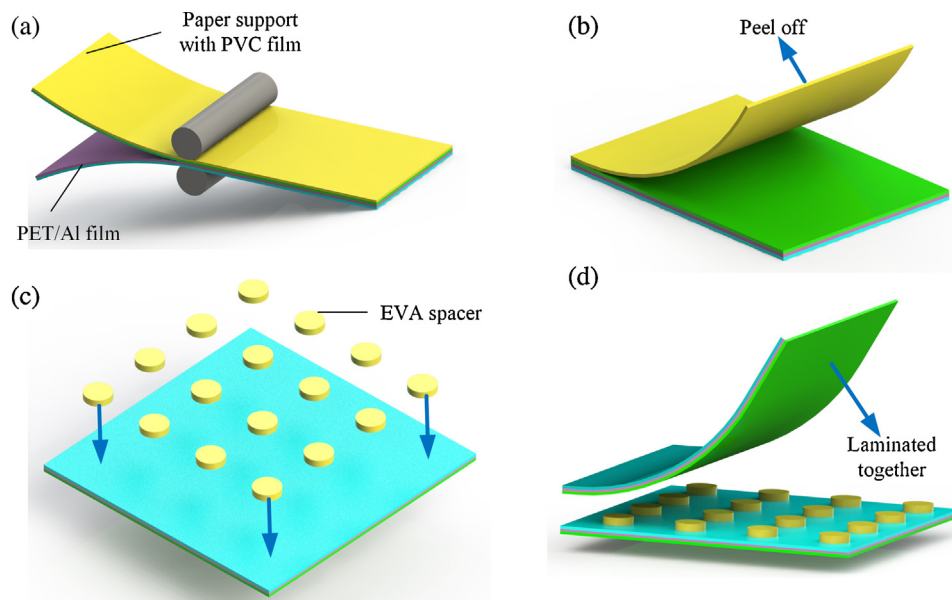 (a)
Paper support
with PVC film
PET/Al film
(b)
Peel off
(c)
EVA spacer
(d)
Laminated
together